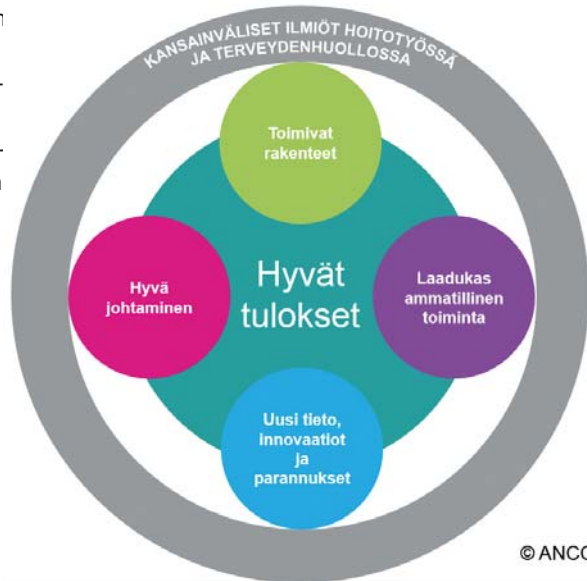 KANSAINVÄLISET ILMIÖT HOITOTYÖSSÄ
JA TERVEYDENHUOLLOSSA
Toimivat
rakenteet
Hyvä
johtaminen
Hyvät
tulokset
Laadukas
ammatillinen
toiminta
Uusi tieto,
innovaatiot
ja
parannukset